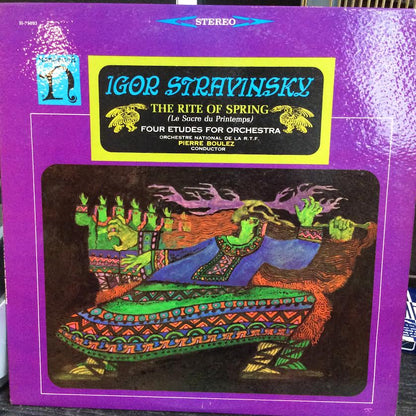 H-71093
STEREO
n
IGOR STRAVINSKY
THE RITE OF SPRING
(Le Sacre du Printemps)
FOUR ETUDES FOR ORCHESTRA
ORCHESTRE NATIONAL DE LA R.T.F.
PIERRE BOULEZ
CONDUCTOR